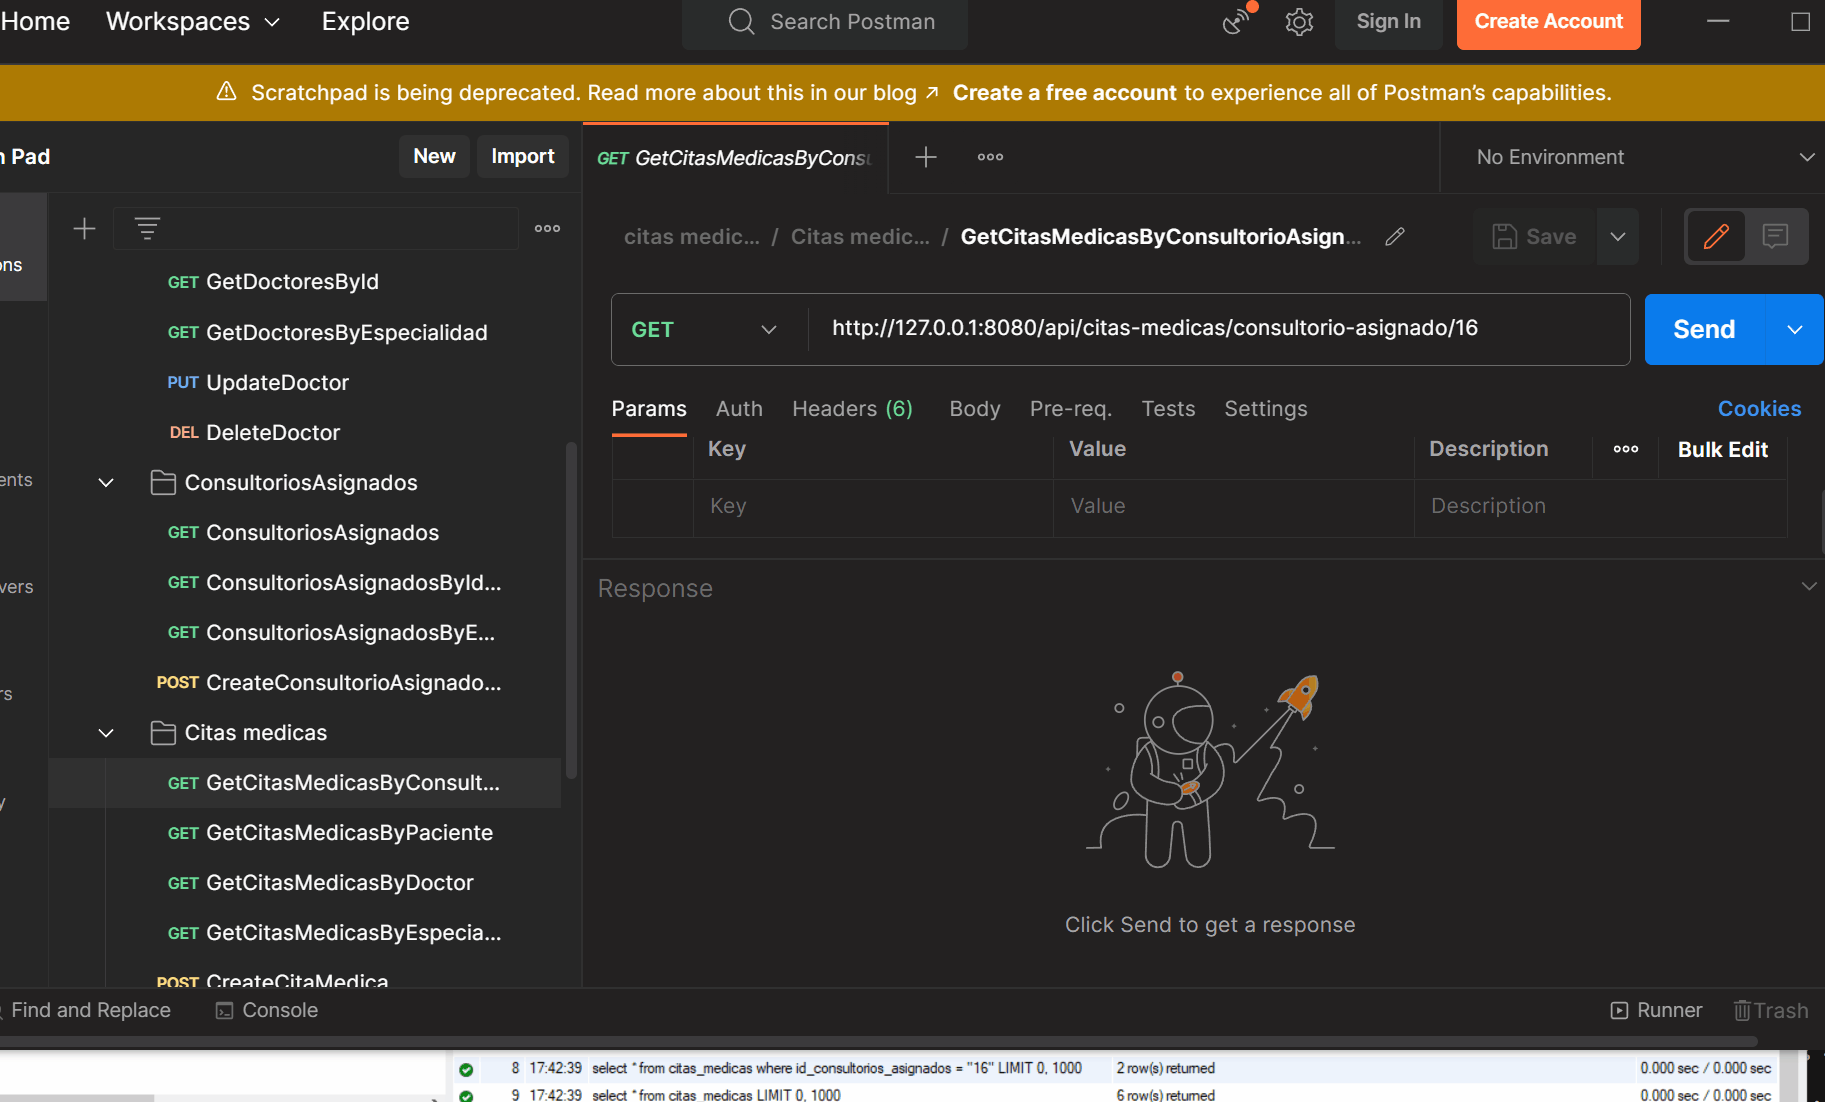 Home Workspaces Explore Search Postman Sign In Create Account
Scratchpad is being deprecated. Read more about this in our blog ↗ Create a free account to experience all of Postman's capabilities.
Pad New Import GET GetCitasMedicasByCons No Environment
citas medic... / Citas medic... / GetCitasMedicasByConsultorioAsign... Save
ons
GET http://127.0.0.1:8080/api/citas-medicas/consultorio-asignado/16 Send
Params Auth Headers (6) Body Pre-req. Tests Settings Cookies
Key Value Description Bulk Edit
Key Value Description
Response
Click Send to get a response
GET GetDoctoresById
GET GetDoctoresByEspecialidad
PUT UpdateDoctor
DEL DeleteDoctor
ents
ConsultoriosAsignados
GET ConsultoriosAsignados
vers
GET ConsultoriosAsignadosById...
GET ConsultoriosAsignadosByE...
rs
POST CreateConsultorioAsignado...
Citas medicas
GET GetCitasMedicasByConsult...
y
GET GetCitasMedicasByPaciente
GET GetCitasMedicasByDoctor
GET GetCitasMedicasByEspecia...
POST CreateCitaMedica
Find and Replace Console Runner Trash
8 17:42:39 select * from citas_medicas where id_consultorios_asignados = "16" LIMIT 0, 1000 2 row(s) returned 0.000 sec / 0.000 sec
9 17:42:39 select * from citas_medicas LIMIT 0, 1000 6 row(s) returned 0.000 sec / 0.000 sec